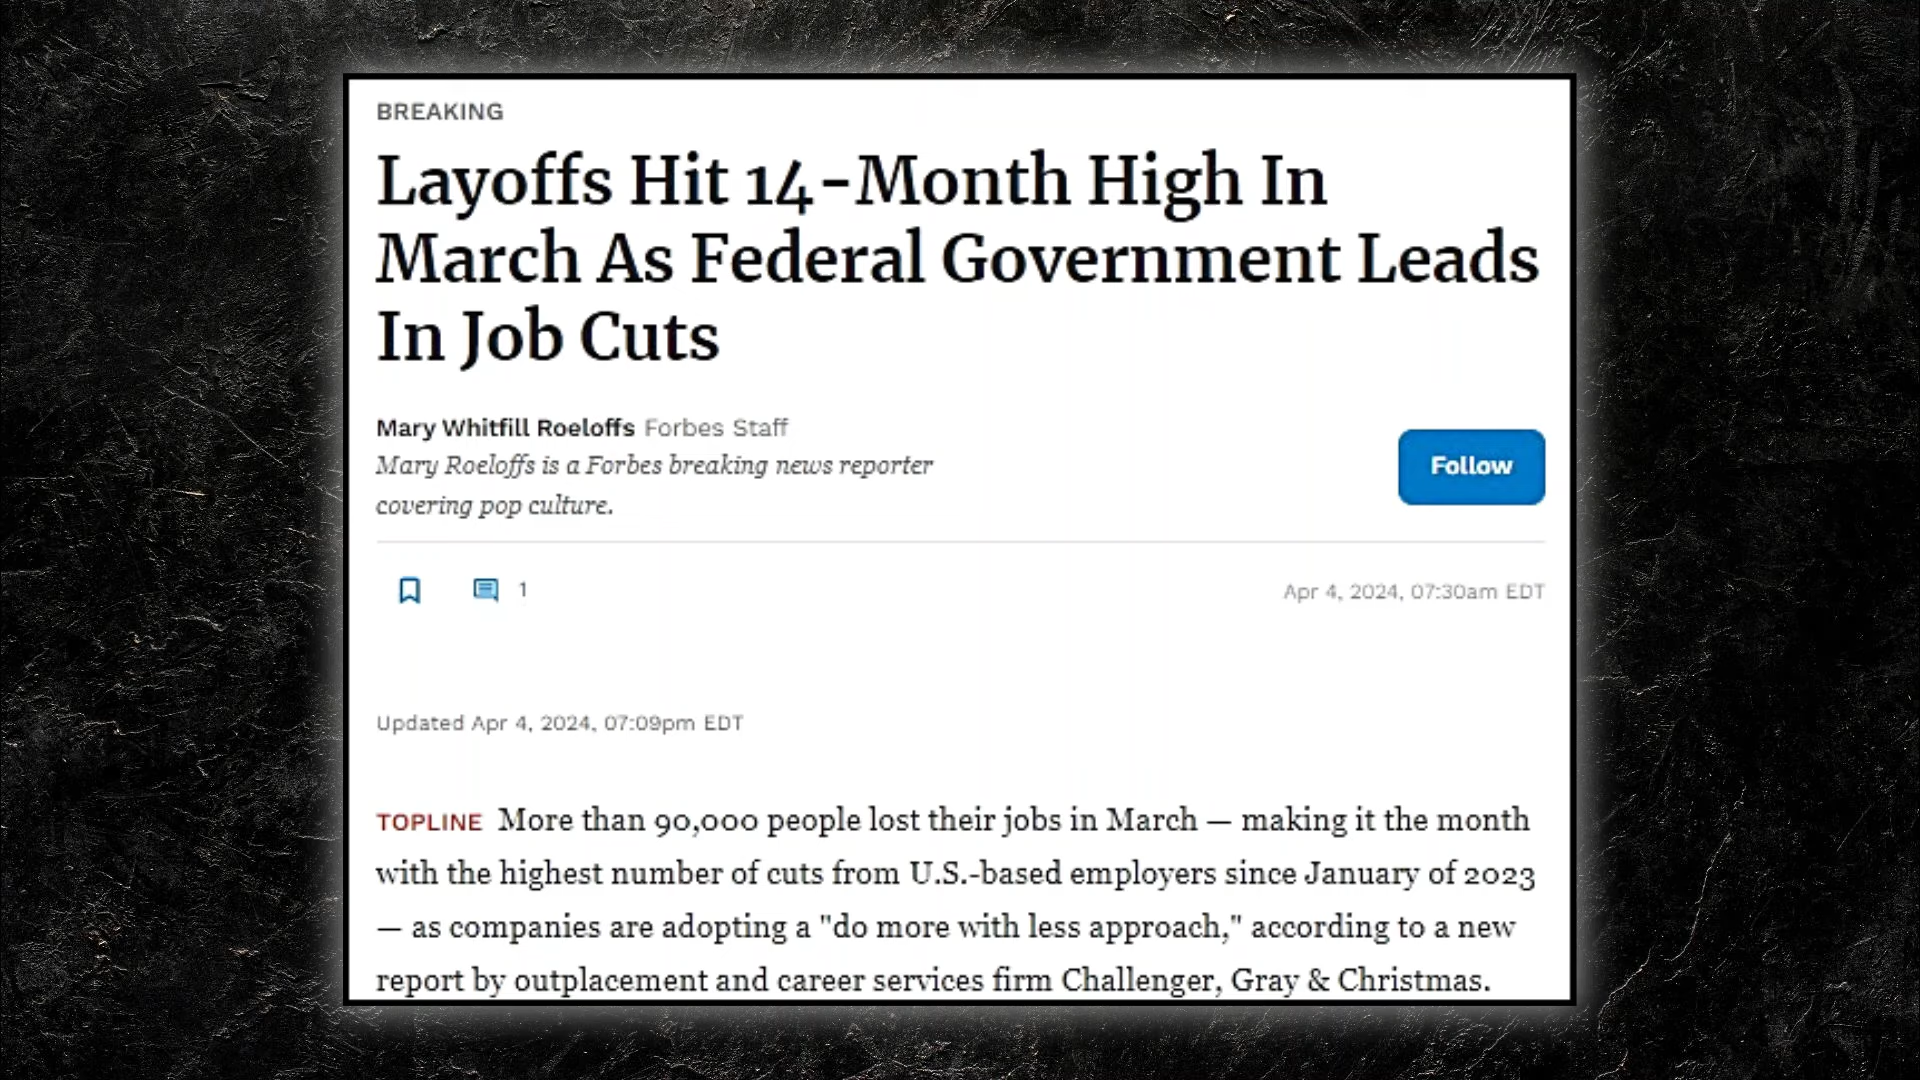 BREAKING
Layoffs Hit 14-Month High In
March As Federal Government Leads
In Job Cuts
Mary Whitfill Roeloffs Forbes Staff
Mary Roeloffs is a Forbes breaking news reporter
covering pop culture.
Follow
1
Apr 4, 2024, 07:30am EDT
Updated Apr 4, 2024, 07:09pm EDT
TOPLINE More than 90,000 people lost their jobs in March — making it the month
with the highest number of cuts from U.S.-based employers since January of 2023
— as companies are adopting a "do more with less approach," according to a new
report by outplacement and career services firm Challenger, Gray & Christmas.